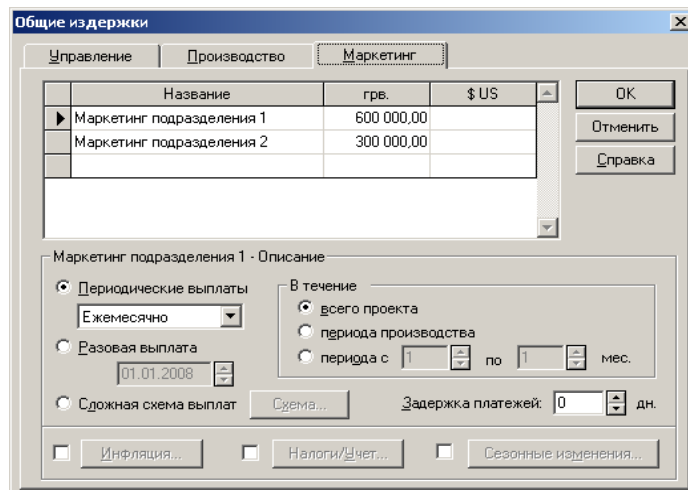 Общие издержки
Управление Производство Маркетинг
Название грв. $ US
Маркетинг подразделения 1 600 000,00
Маркетинг подразделения 2 300 000,00
OK
Отменить
Справка
Маркетинг подразделения 1 - Описание
Периодические выплаты
Ежемесячно
Разовая выплата
01.01.2008
Сложная схема выплат Схема...
В течение
всего проекта
периода производства
периода с 1 по 1 мес.
Задержка платежей: 0 дн.
Инфляция... Налоги/Учет... Сезонные изменения...